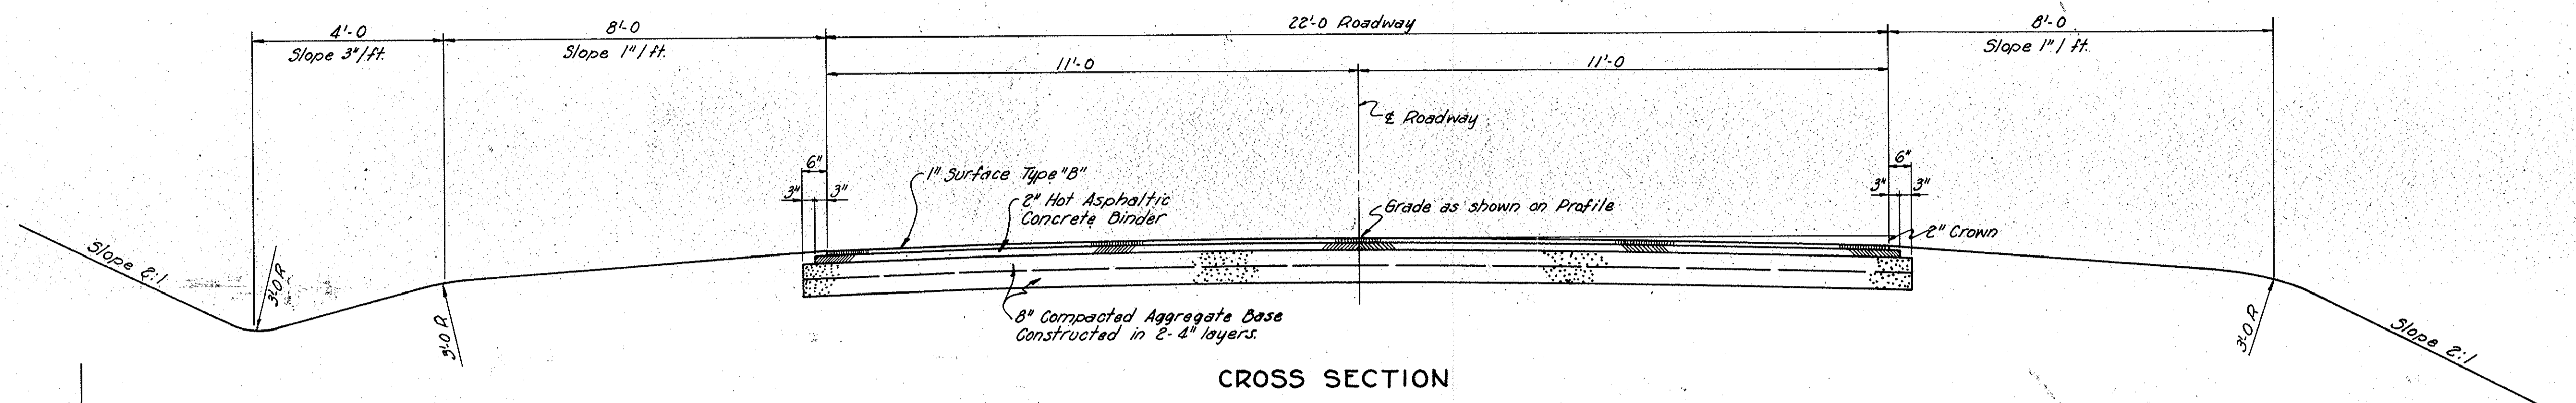 4'-0
8'-0
22'-0 Roadway
8'-0
Slope 3"/ft.
Slope 1"/ft.
Slope 1"/ft.
11'-0
11'-0
℄ Roadway
6"
6"
3"
3"
3"
3"
1" Surface Type "B"
2" Hot Asphaltic
Concrete Binder
Grade as shown on Profile
2" Crown
Slope 2:1
3'-0 R
3'-0 R
8" Compacted Aggregate Base
Constructed in 2-4" layers.
3'-0 R
Slope 2:1
CROSS SECTION